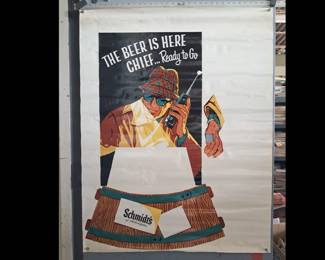 THE BEER IS HERE
CHIEF... Ready to Go
Schmidt's